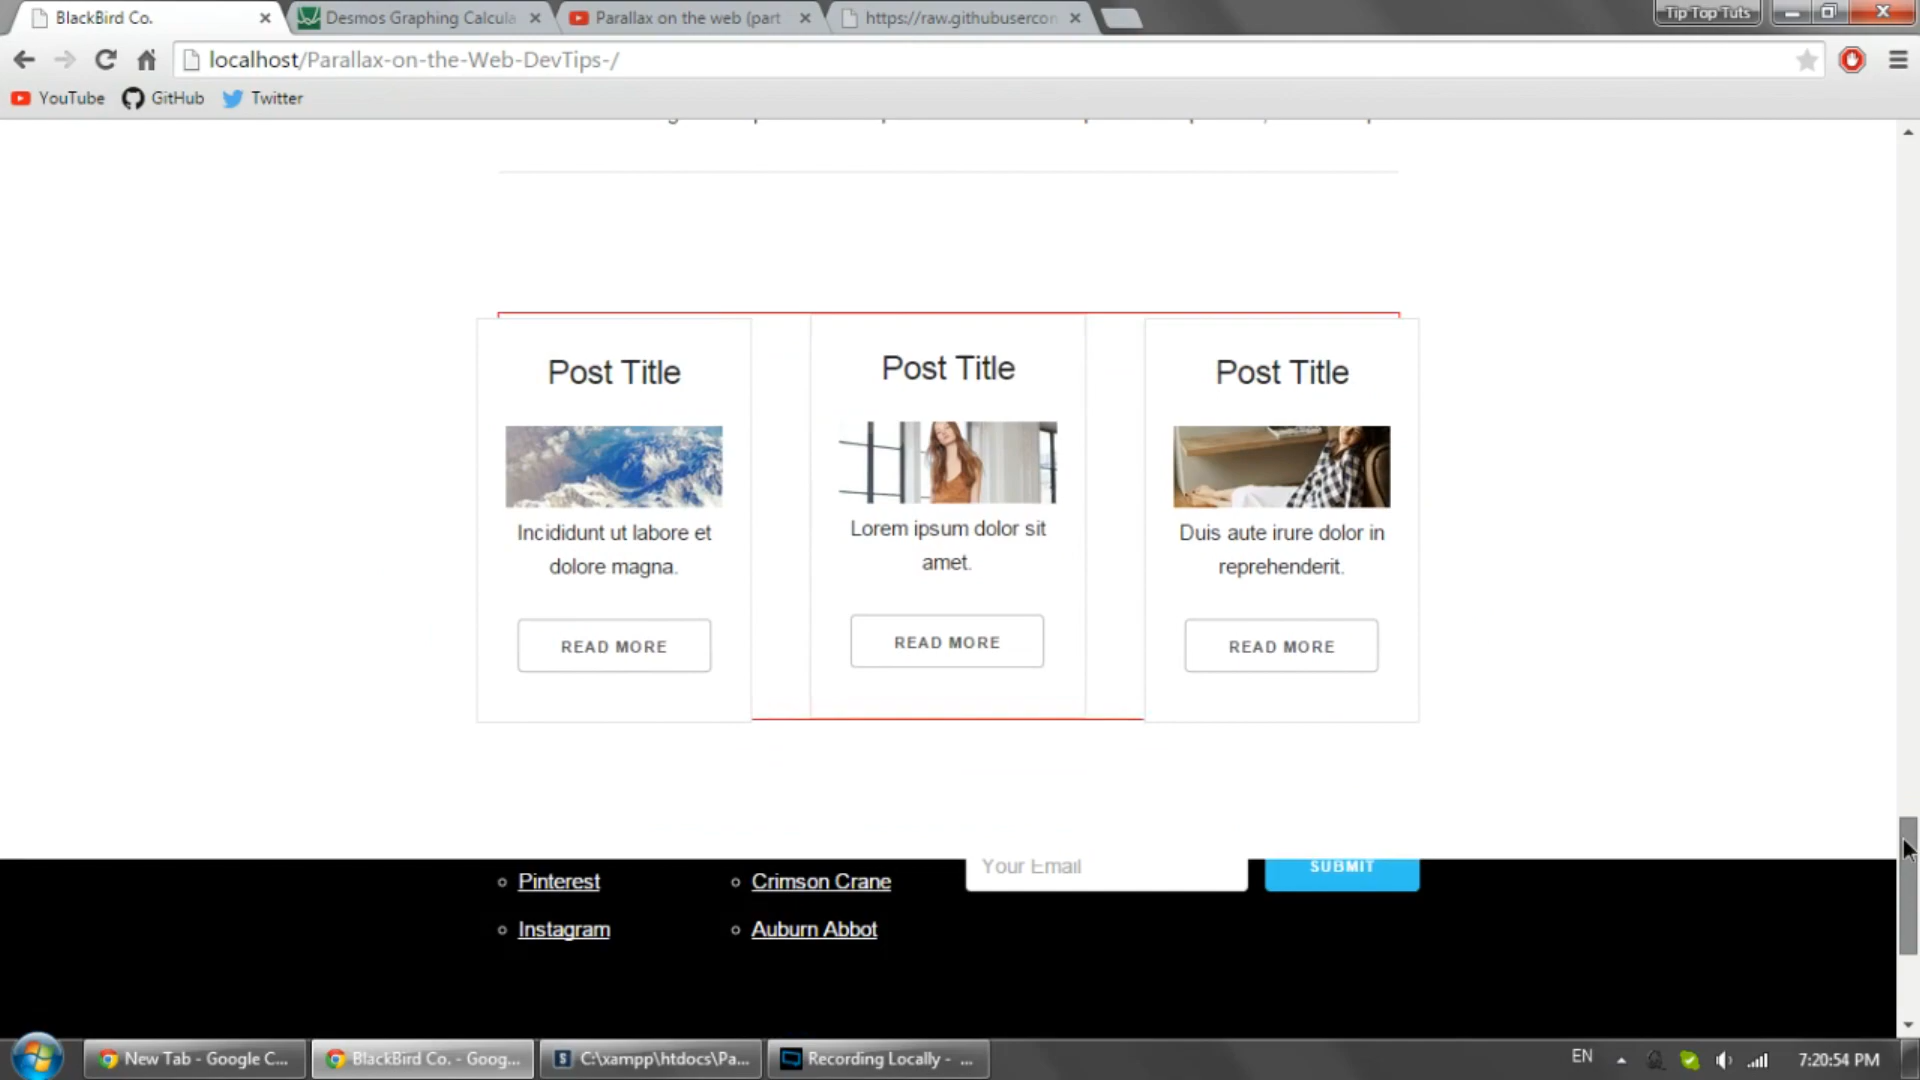 BlackBird Co.
Desmos Graphing Calcula
Parallax on the web (part
https://raw.githubusercon
Tip Top Tuts
localhost/Parallax-on-the-Web-DevTips-/
YouTube
GitHub
Twitter
Post Title
Incididunt ut labore et
dolore magna.
READ MORE
Post Title
Lorem ipsum dolor sit
amet.
READ MORE
Post Title
Duis aute irure dolor in
reprehenderit.
READ MORE
Pinterest
Instagram
Crimson Crane
Auburn Abbot
Your Email
SUBMIT
New Tab - Google C...
BlackBird Co. - Goog...
C:\xampp\htdocs\Pa...
Recording Locally - ...
EN
7:20:54 PM